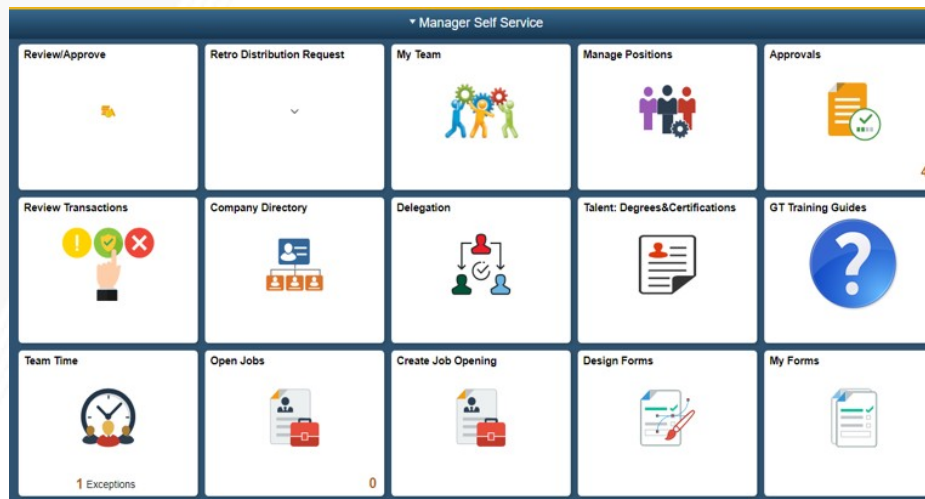 Manager Self Service
Review/Approve
Retro Distribution Request
My Team
Manage Positions
Approvals
4
Review Transactions
Company Directory
Delegation
Talent: Degrees&Certifications
GT Training Guides
Team Time
Open Jobs
Create Job Opening
Design Forms
My Forms
1 Exceptions
0